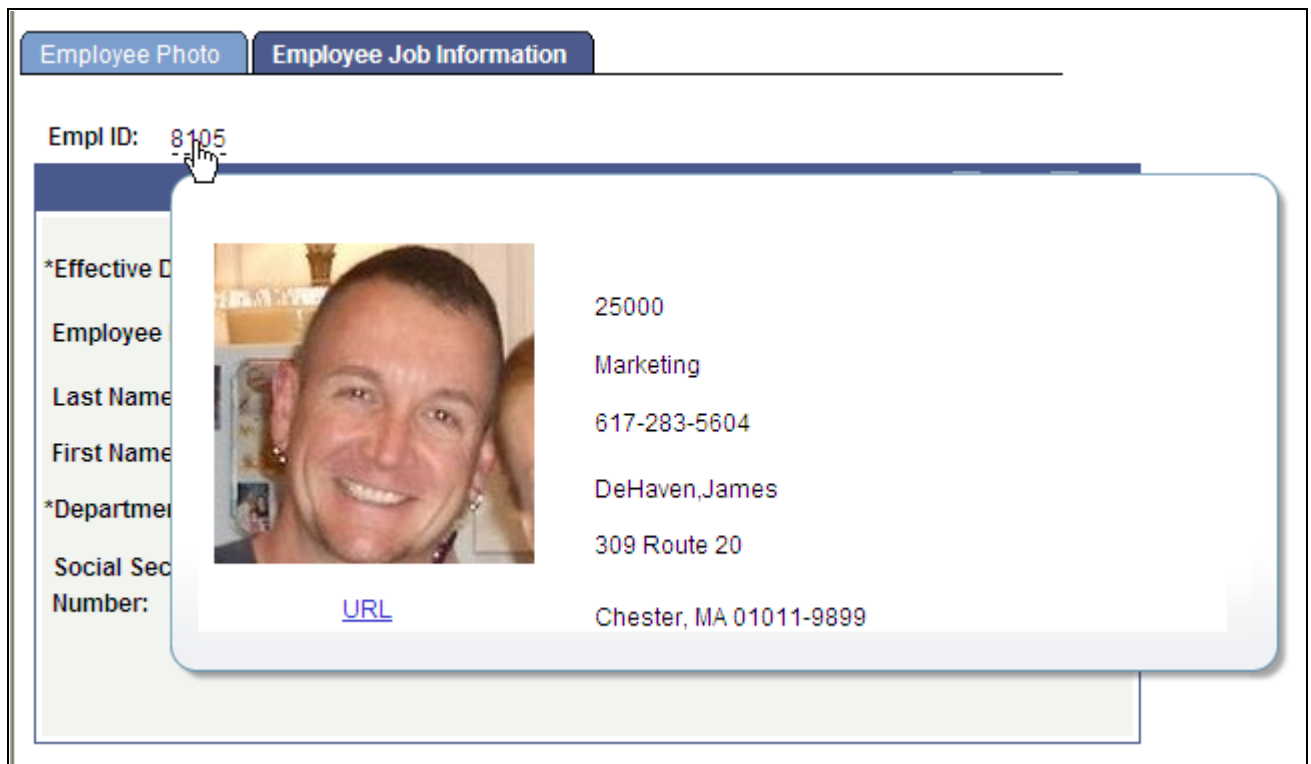 Employee Photo Employee Job Information
Empl ID: 8105
*Effective D
Employee
Last Name
First Name
*Departme
Social Sec
Number:
25000
Marketing
617-283-5604
DeHaven,James
309 Route 20
Chester, MA 01011-9899
URL